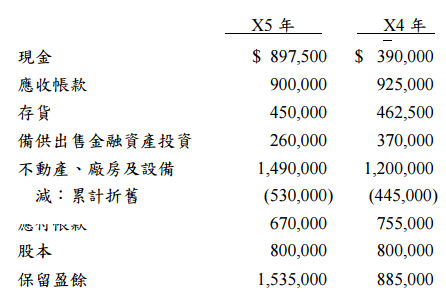 X5 年 X4 年
現金 $ 897,500 $ 390,000
應收帳款 900,000 925,000
存貨 450,000 462,500
備供出售金融資產投資 260,000 370,000
不動產、廠房及設備 1,490,000 1,200,000
減：累計折舊 (530,000) (445,000)
670,000 755,000
股本 800,000 800,000
保留盈餘 1,535,000 885,000